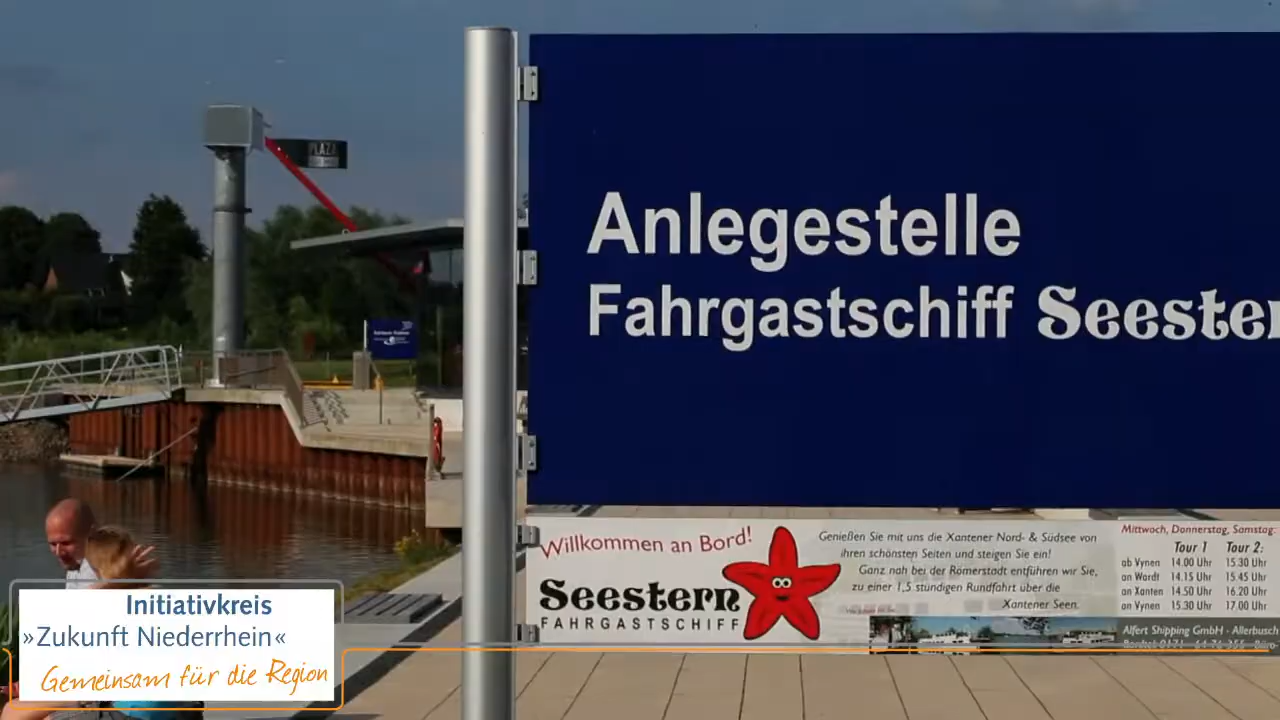 PLAZA
Anlegestelle
Fahrgastschiff Seester
Willkommen an Bord!
Seestern
FAHRGASTSCHIFF
Genießen Sie mit uns die Xantener Nord- & Südsee von
ihren schönsten Seiten und steigen Sie ein!
Ganz nah bei der Römerstadt entführen wir Sie,
zu einer 1,5 stündigen Rundfahrt über die
Xantener Seen.
Mittwoch, Donnerstag, Samstag:
Tour 1 Tour 2:
ab Vynen 14.00 Uhr 15.30 Uhr
an Wardt 14.15 Uhr 15.45 Uhr
an Xanten 14.50 Uhr 16.20 Uhr
an Vynen 15.30 Uhr 17.00 Uhr
Alfert Shipping GmbH - Allerbusch
Initiativkreis
»Zukunft Niederrhein«
Gemeinsam für die Region